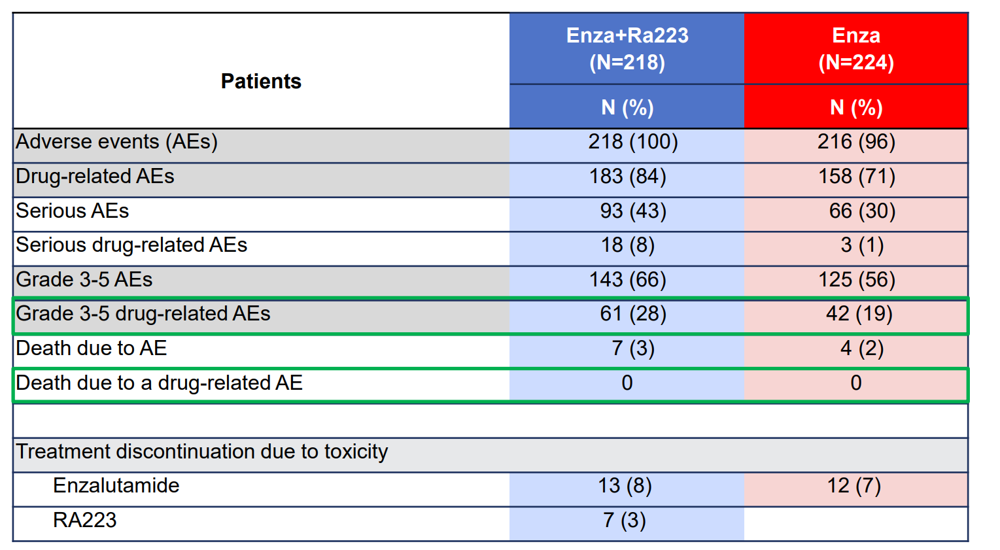 Patients
Enza+Ra223
(N=218)
Enza
(N=224)
N (%)
N (%)
Adverse events (AEs) 218 (100) 216 (96)
Drug-related AEs 183 (84) 158 (71)
Serious AEs 93 (43) 66 (30)
Serious drug-related AEs 18 (8) 3 (1)
Grade 3-5 AEs 143 (66) 125 (56)
Grade 3-5 drug-related AEs 61 (28) 42 (19)
Death due to AE 7 (3) 4 (2)
Death due to a drug-related AE 0 0
Treatment discontinuation due to toxicity
Enzalutamide 13 (8) 12 (7)
RA223 7 (3)